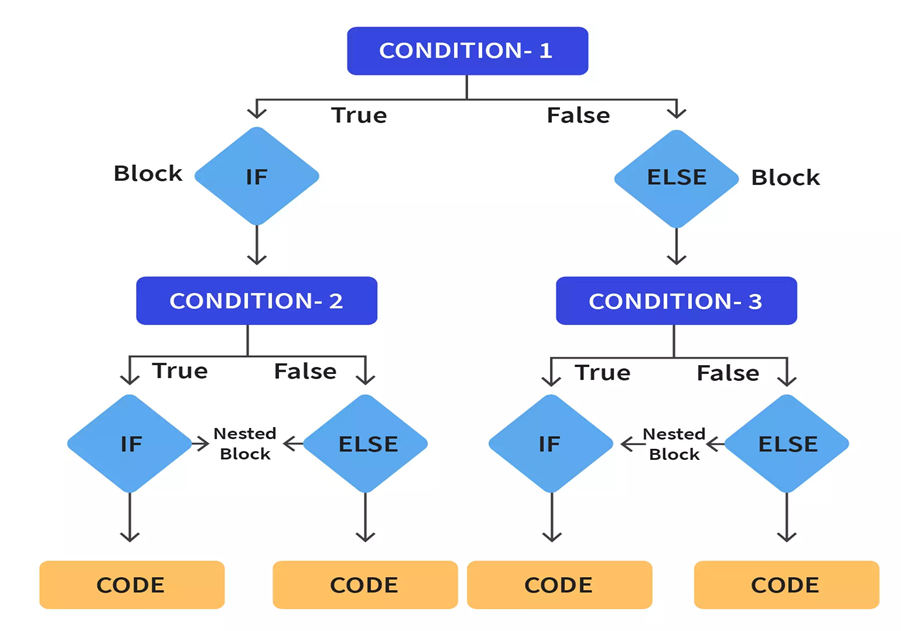 CONDITION- 1
True
False
Block
IF
ELSE
Block
CONDITION- 2
CONDITION- 3
True
False
True
False
IF
Nested
Block
ELSE
IF
Nested
Block
ELSE
CODE
CODE
CODE
CODE